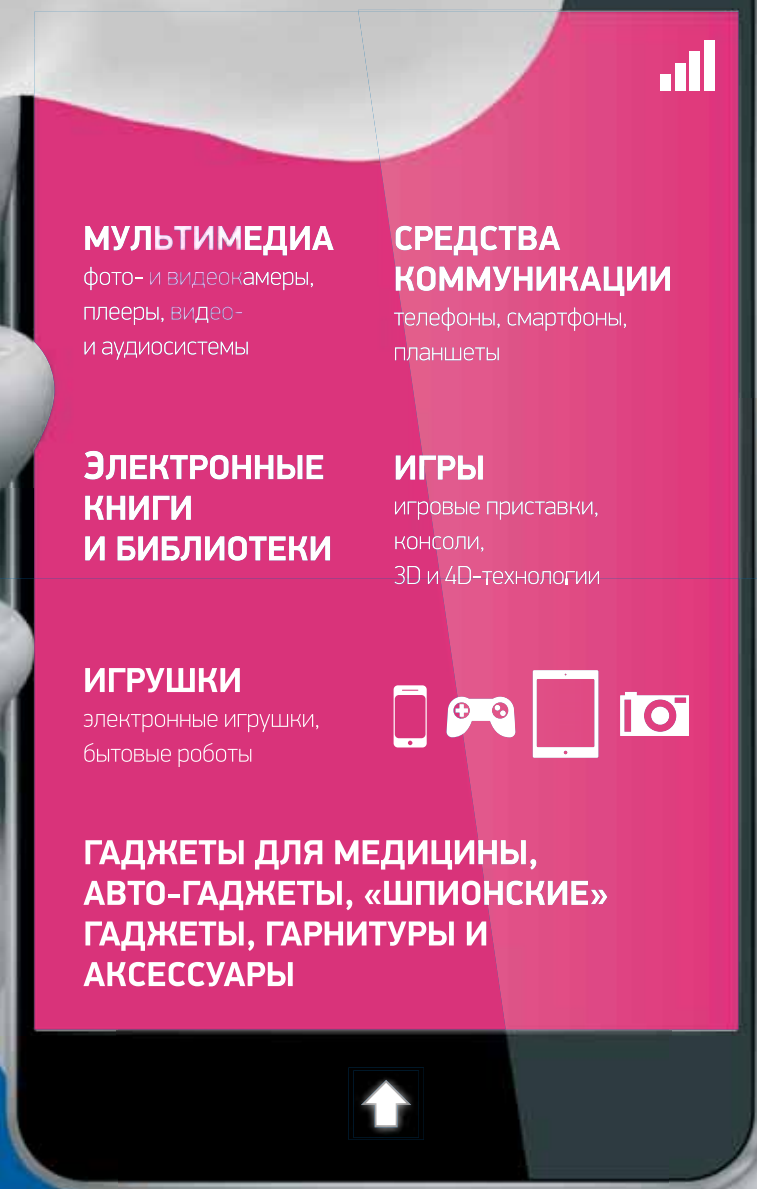 МУЛЬТИМЕДИА
фото- и видеокамеры,
плееры, видео-
и аудиосистемы
СРЕДСТВА
КОММУНИКАЦИИ
телефоны, смартфоны,
планшеты
ЭЛЕКТРОННЫЕ
КНИГИ
И БИБЛИОТЕКИ
ИГРЫ
игровые приставки,
консоли,
3D и 4D-технологии
ИГРУШКИ
электронные игрушки,
бытовые роботы
ГАДЖЕТЫ ДЛЯ МЕДИЦИНЫ,
АВТО-ГАДЖЕТЫ, «ШПИОНСКИЕ»
ГАДЖЕТЫ, ГАРНИТУРЫ И
АКСЕССУАРЫ